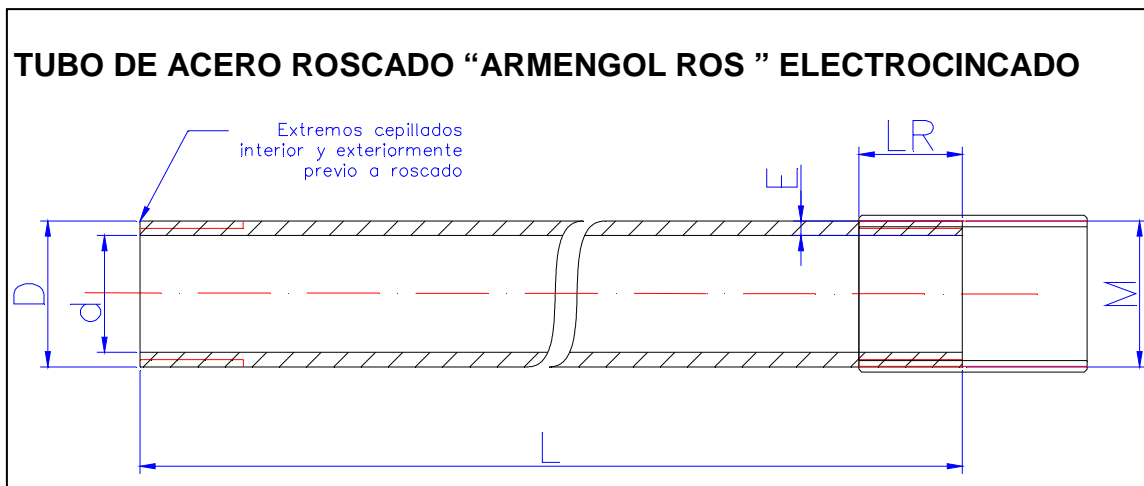 TUBO DE ACERO ROSCADO “ARMENGOL ROS ” ELECTROCINCADO
Extremos cepillados
interior y exteriormente
previo a roscado
LR
E
D
d
M
L